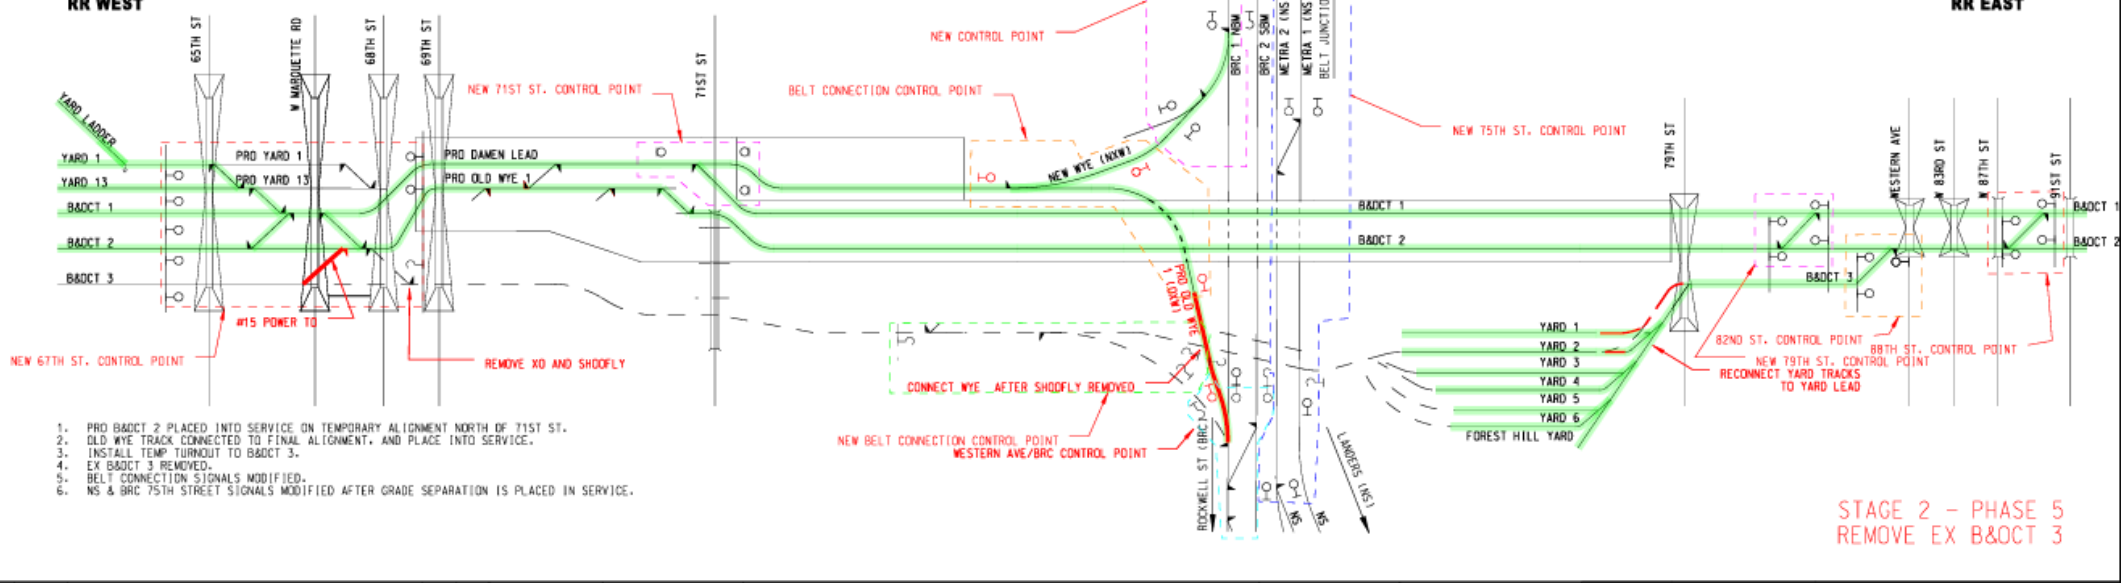 RR WEST
RR EAST
65TH ST
W MARQUETTE RD
68TH ST
69TH ST
71ST ST
NEW 71ST ST. CONTROL POINT
BELT CONNECTION CONTROL POINT
NEW CONTROL POINT
BRC 1 NBM
BRC 2 SBM
METRA 2 (NS
METRA 1 (NS
BELT JUNCTIO
NEW 75TH ST. CONTROL POINT
79TH ST
WESTERN AVE
W 83RD ST
W 87TH ST
91ST ST
YARD LADDER
YARD 1
YARD 13
B&OCT 1
B&OCT 2
B&OCT 3
PRO YARD 1
PRO YARD 13
PRO DAMEN LEAD
PRO OLD WYE 1
NEW WYE (NXW)
B&OCT 1
B&OCT 2
B&OCT 3
B&OCT 1
B&OCT 2
PRO OLD WYE
1 (OXW)
#15 POWER TO
NEW 67TH ST. CONTROL POINT
REMOVE XO AND SHOOFLY
CONNECT WYE AFTER SHOOFLY REMOVED
NEW BELT CONNECTION CONTROL POINT
WESTERN AVE/BRC CONTROL POINT
YARD 1
YARD 2
YARD 3
YARD 4
YARD 5
YARD 6
FOREST HILL YARD
82ND ST. CONTROL POINT
88TH ST. CONTROL POINT
NEW 79TH ST. CONTROL POINT
RECONNECT YARD TRACKS
TO YARD LEAD
ROCKWELL ST (BRC)
NS
NS
LANDERS (NS)
1. PRO B&OCT 2 PLACED INTO SERVICE ON TEMPORARY ALIGNMENT NORTH OF 71ST ST.
2. OLD WYE TRACK CONNECTED TO FINAL ALIGNMENT. AND PLACE INTO SERVICE.
3. INSTALL TEMP TURNOUT TO B&OCT 3.
4. EX B&OCT 3 REMOVED.
5. BELT CONNECTION SIGNALS MODIFIED.
6. NS & BRC 75TH STREET SIGNALS MODIFIED AFTER GRADE SEPARATION IS PLACED IN SERVICE.
STAGE 2 - PHASE 5
REMOVE EX B&OCT 3